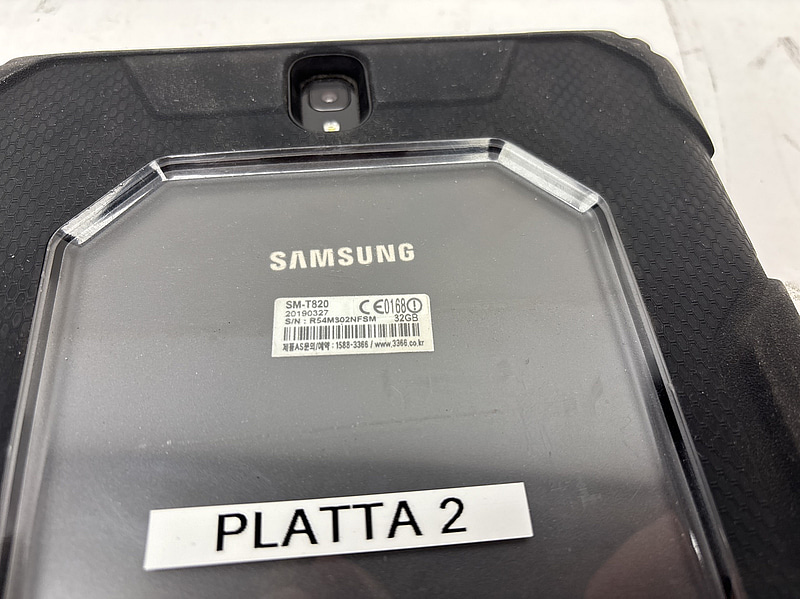 SAMSUNG
SM-T820 CE0168
20190327
S/N : R54M302NFSM 32GB
제품AS문의/예약 : 1588-3366 / www.3366.co.kr
PLATTA 2